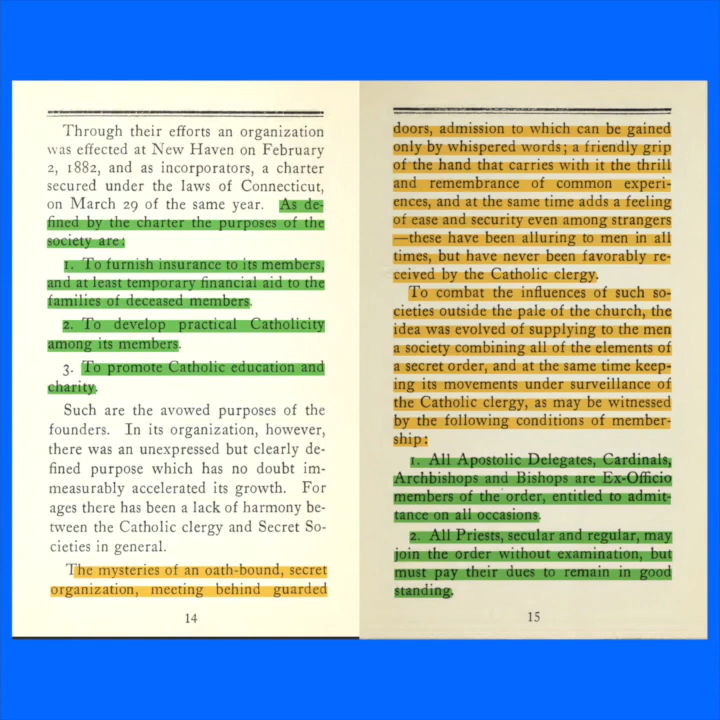 Through their efforts an organization
was effected at New Haven on February
2, 1882, and as incorporators, a charter
secured under the laws of Connecticut,
on March 29 of the same year. As de-
fined by the charter the purposes of the
society are:
1. To furnish insurance to its members,
and at least temporary financial aid to the
families of deceased members.
2. To develop practical Catholicity
among its members.
3. To promote Catholic education and
charity.
Such are the avowed purposes of the
founders. In its organization, however,
there was an unexpressed but clearly de-
fined purpose which has no doubt im-
measurably accelerated its growth. For
ages there has been a lack of harmony be-
tween the Catholic clergy and Secret So-
cieties in general.
The mysteries of an oath-bound, secret
organization, meeting behind guarded
14
doors, admission to which can be gained
only by whispered words; a friendly grip
of the hand that carries with it the thrill
and remembrance of common experi-
ences, and at the same time adds a feeling
of ease and security even among strangers
—these have been alluring to men in all
times, but have never been favorably re-
ceived by the Catholic clergy.
To combat the influences of such so-
cieties outside the pale of the church, the
idea was evolved of supplying to the men
a society combining all of the elements of
a secret order, and at the same time keep-
ing its movements under surveillance of
the Catholic clergy, as may be witnessed
by the following conditions of member-
ship:
1. All Apostolic Delegates, Cardinals,
Archbishops and Bishops are Ex-Officio
members of the order, entitled to admit-
tance on all occasions.
2. All Priests, secular and regular, may
join the order without examination, but
must pay their dues to remain in good
standing.
15